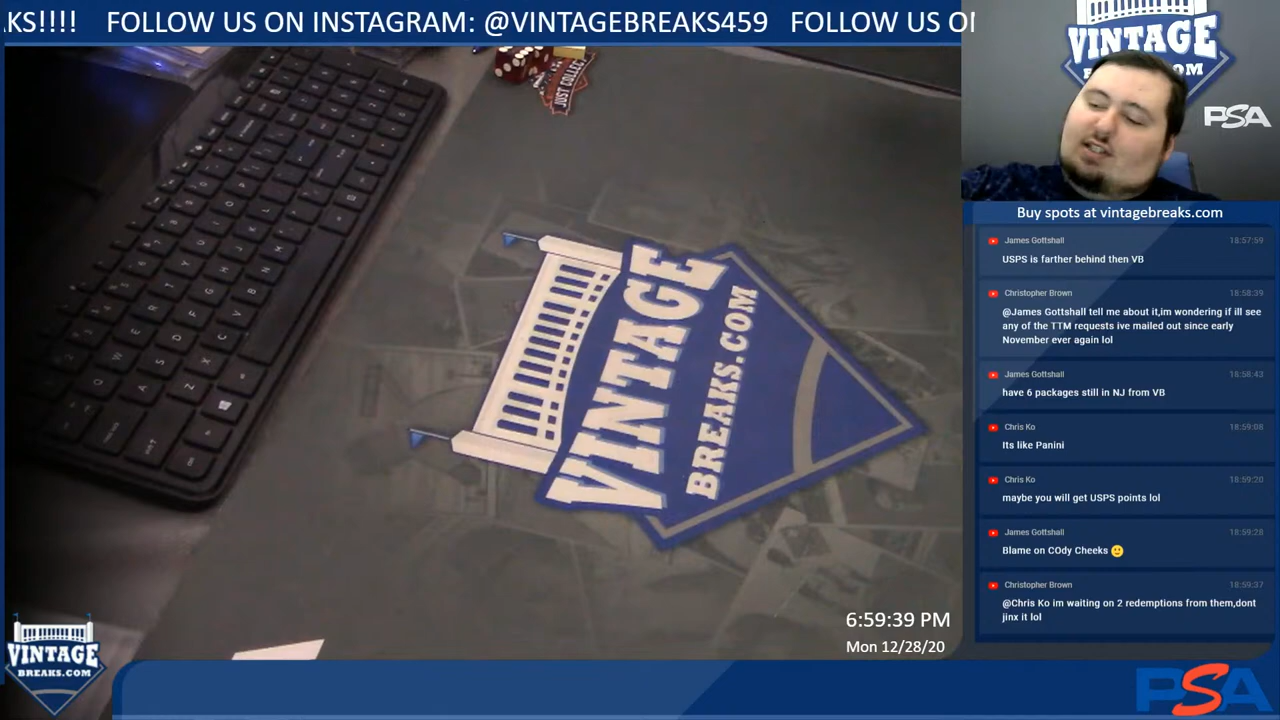 KS!!!! FOLLOW US ON INSTAGRAM: @VINTAGEBREAKS459 FOLLOW US O
VINTAGE
PSA
JUST COLLECT
Buy spots at vintagebreaks.com
James Gottshall 18:57:59
USPS is farther behind then VB
Christopher Brown 18:58:39
@James Gottshall tell me about it,im wondering if ill see
any of the TTM requests ive mailed out since early
November ever again lol
James Gottshall 18:58:43
have 6 packages still in NJ from VB
Chris Ko 18:59:08
Its like Panini
Chris Ko 18:59:20
maybe you will get USPS points lol
James Gottshall 18:59:28
Blame on COdy Cheeks 🙂
Christopher Brown 18:59:37
@Chris Ko im waiting on 2 redemptions from them,dont
jinx it lol
VINTAGE
BREAKS.COM
6:59:39 PM
Mon 12/28/20
VINTAGE
BREAKS.COM
PSA